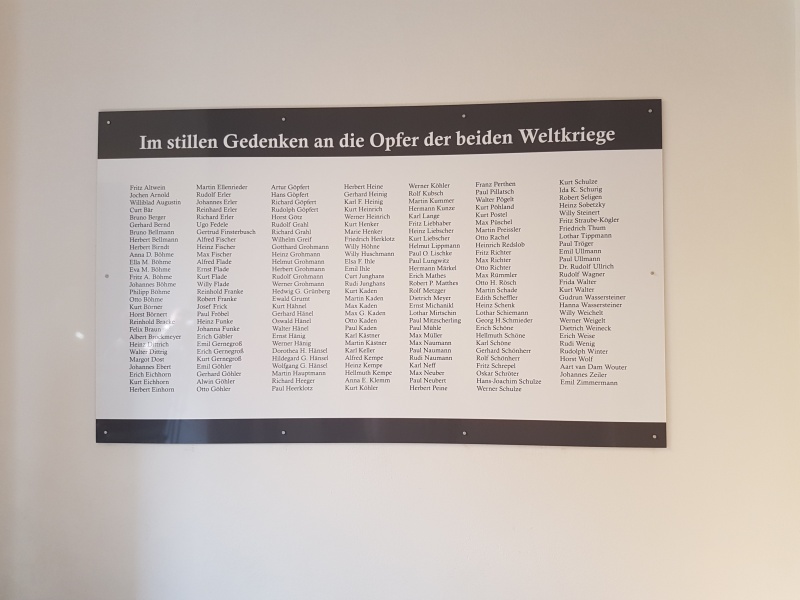 Im stillen Gedenken an die Opfer der beiden Weltkriege
Fritz Altwein
Jochen Arnold
Willibald Augustin
Curt Bär
Bruno Berger
Gerhard Bernd
Bruno Bellmann
Herbert Bellmann
Herbert Birndt
Anna D. Böhme
Ella M. Böhme
Eva M. Böhme
Fritz A. Böhme
Johannes Böhme
Philipp Böhme
Otto Böhme
Kurt Börner
Horst Börnert
Reinhold Bracke
Felix Braun
Albert Brückmeyer
Heinz Dittrich
Walter Dittrig
Margot Dost
Johannes Ebert
Erich Eichhorn
Kurt Eichhorn
Herbert Einhorn
Martin Ellenrieder
Rudolf Erler
Johannes Erler
Reinhard Erler
Richard Erler
Ugo Fedele
Gertrud Finsterbusch
Alfred Fischer
Heinz Fischer
Max Fischer
Alfred Flade
Ernst Flade
Kurt Flade
Willy Flade
Reinhold Franke
Robert Franke
Josef Frick
Paul Fröbel
Heinz Funke
Johanna Funke
Erich Gäbler
Emil Gernegroß
Erich Gernegroß
Kurt Gernegroß
Emil Göhler
Gerhard Göhler
Alwin Göhler
Otto Göhler
Artur Göpfert
Hans Göpfert
Richard Göpfert
Rudolph Göpfert
Horst Götz
Rudolf Grahl
Richard Grahl
Wilhelm Greif
Gotthard Grohmann
Heinz Grohmann
Helmut Grohmann
Herbert Grohmann
Rudolf Grohmann
Werner Grohmann
Hedwig G. Grünberg
Ewald Grumt
Kurt Hähnel
Gerhard Hänel
Oswald Hänel
Walter Hänel
Ernst Hänig
Werner Hänig
Dorothea H. Hänsel
Hildegard G. Hänsel
Wolfgang G. Hänsel
Martin Hauptmann
Richard Heeger
Paul Heerklotz
Herbert Heine
Gerhard Heinig
Karl F. Heinig
Kurt Heinrich
Werner Heinrich
Kurt Henker
Marie Henker
Friedrich Herklotz
Willy Höhne
Willy Huschmann
Elsa F. Ihle
Emil Ihle
Curt Junghans
Rudi Junghans
Kurt Kaden
Martin Kaden
Max Kaden
Max G. Kaden
Otto Kaden
Paul Kaden
Karl Kästner
Martin Kästner
Karl Keller
Alfred Kempe
Heinz Kempe
Hellmuth Kempe
Anna E. Klemm
Kurt Köhler
Werner Köhler
Rolf Kubsch
Martin Kummer
Hermann Kunze
Karl Lange
Fritz Liebhaber
Heinz Liebscher
Kurt Liebscher
Helmut Lippmann
Paul O. Lischke
Paul Lungwitz
Hermann Märkel
Erich Mathes
Robert P. Matthes
Rolf Metzger
Dietrich Meyer
Ernst Michanikl
Lothar Mirtschin
Paul Mitzscherling
Paul Mühle
Max Müller
Max Naumann
Paul Naumann
Rudi Naumann
Karl Neff
Max Neuber
Paul Neubert
Herbert Peine
Franz Perthen
Paul Pillatsch
Walter Pögelt
Kurt Pöhland
Kurt Postel
Max Püschel
Martin Preissler
Otto Rachel
Heinrich Redslob
Fritz Richter
Max Richter
Otto Richter
Max Rümmler
Otto H. Rösch
Martin Schade
Edith Scheffler
Heinz Schenk
Lothar Schiemann
Georg H.Schmieder
Erich Schöne
Hellmuth Schöne
Karl Schöne
Gerhard Schönherr
Rolf Schönherr
Fritz Schrepel
Oskar Schröter
Hans-Joachim Schulze
Werner Schulze
Kurt Schulze
Ida K. Schurig
Robert Seligen
Heinz Sobetzky
Willy Steinert
Fritz Straube-Kögler
Friedrich Thum
Lothar Tippmann
Paul Tröger
Emil Ullmann
Paul Ullmann
Dr. Rudolf Ullrich
Rudolf Wagner
Frida Walter
Kurt Walter
Gudrun Wassersteiner
Hanna Wassersteiner
Willy Weichelt
Werner Weigelt
Dietrich Weineck
Erich Weise
Rudi Wenig
Rudolph Winter
Horst Wolf
Aart van Dam Wouter
Johannes Zeiler
Emil Zimmermann